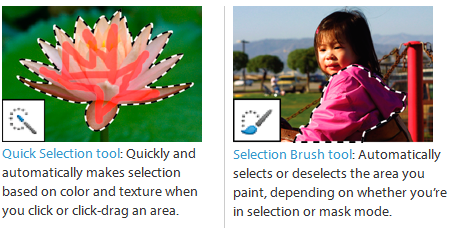 Quick Selection tool: Quickly and
automatically makes selection
based on color and texture when
you click or click-drag an area.
Selection Brush tool: Automatically
selects or deselects the area you
paint, depending on whether you're
in selection or mask mode.